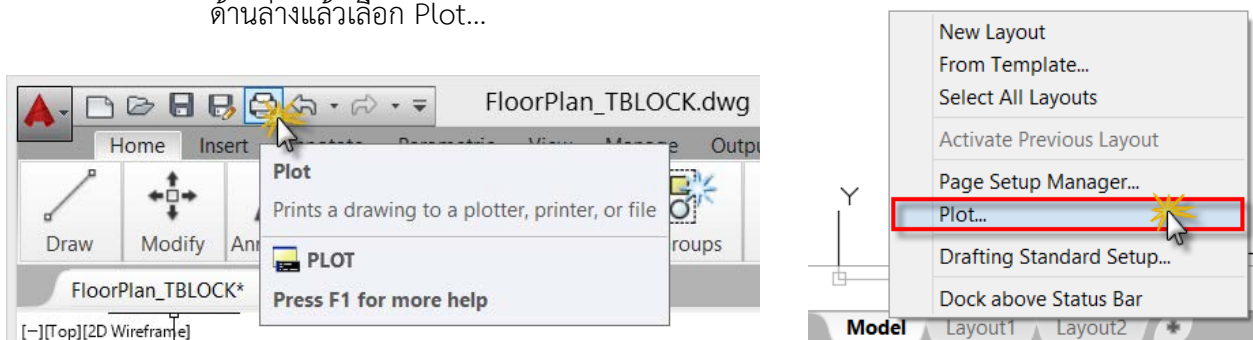 ด้านล่างแล้วเลือก Plot...
FloorPlan_TBLOCK.dwg
Home Insert
Outpu
Plot
Prints a drawing to a plotter, printer, or file
PLOT
Press F1 for more help
Draw Modify Ann
roups
FloorPlan_TBLOCK*
[−][Top][2D Wireframe]
New Layout
From Template...
Select All Layouts
Activate Previous Layout
Page Setup Manager...
Plot...
Drafting Standard Setup...
Dock above Status Bar
Y
Model Layout1 Layout2